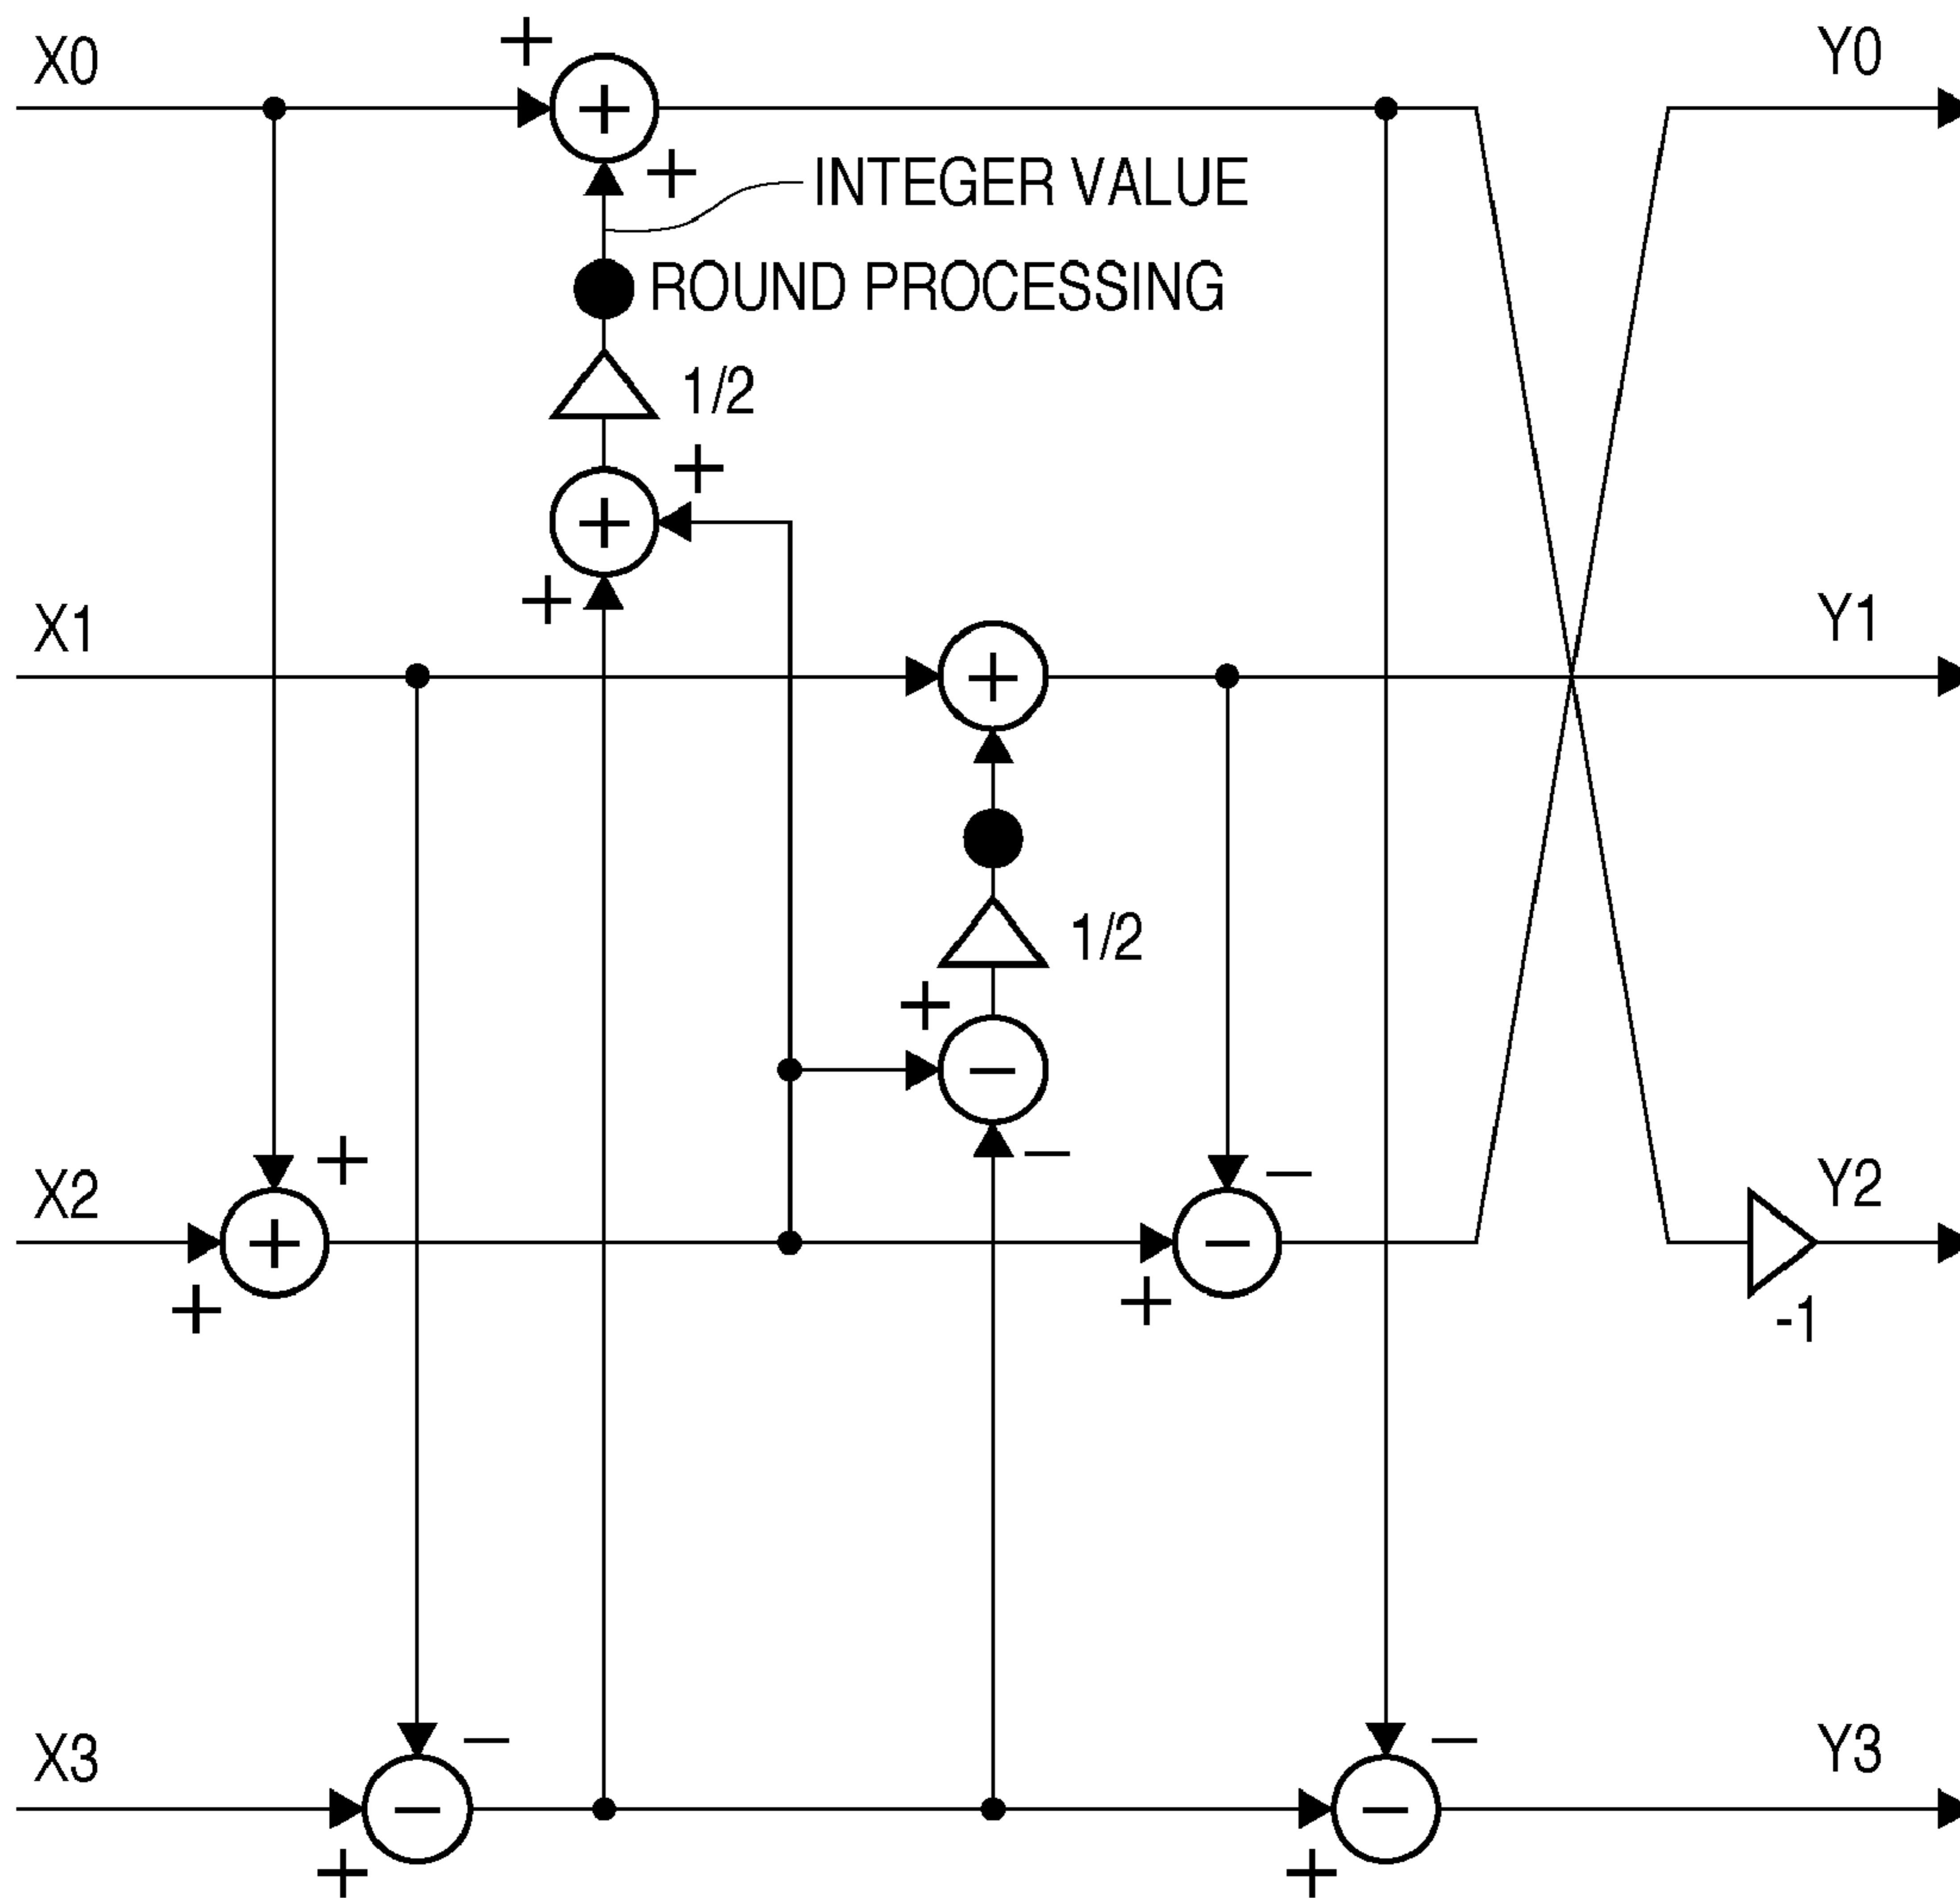 X0
+
+
Y0
+
+
INTEGER VALUE
ROUND PROCESSING
1/2
+
+
+
X1
+
Y1
1/2
+
−
−
X2
+
+
+
−
−
+
Y2
-1
X3
−
−
+
−
−
+
Y3